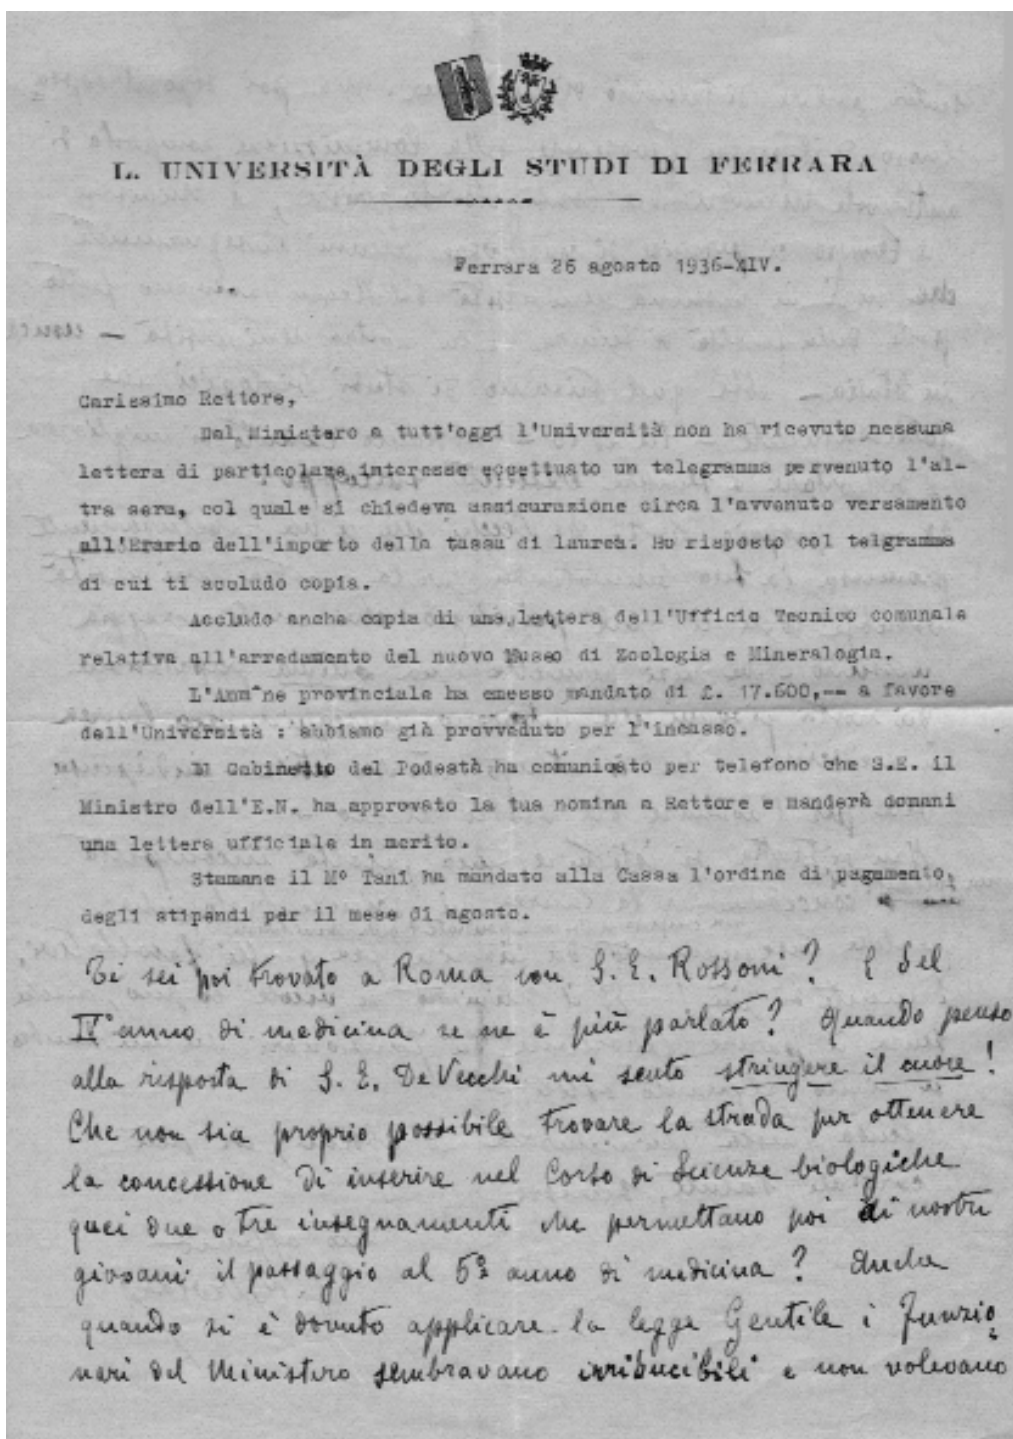 L. UNIVERSITÀ DEGLI STUDI DI FERRARA
Ferrara 26 agosto 1936-XIV.
Carissimo Rettore,
Dal Ministero a tutt'oggi l'Università non ha ricevuto nessuna
lettera di particolare interesse eccettuato un telegramma pervenuto l'al-
tra sera, col quale si chiedeva assicurazione circa l'avvenuto versamento
all'Erario dell'importo della tassa di laurea. Ho risposto col telgramma
di cui ti accludo copia.
Accludo anche copia di una lettera dell'Ufficio Tecnico comunale
relativa all'arredamento del nuovo Museo di Zoologia e Mineralogia.
L'Amm^ne provinciale ha emesso mandato di £. 17.600,-- a favore
dell'Università : abbiamo già provveduto per l'incasso.
Il Gabinetto del Podestà ha comunicato per telefono che S.E. il
Ministro dell'E.N. ha approvato la tua nomina a Rettore e manderà domani
una lettera ufficiale in merito.
Stamane il M° Tani ha mandato alla Cassa l'ordine di pagamento
degli stipendi per il mese di agosto.
Ti sei poi trovato a Roma con S. E. Rossoni? E del
IV° anno di medicina se ne è più parlato? Quando penso
alla risposta di S. E. De Vecchi mi sento stringere il cuore!
Che non sia proprio possibile trovare la strada per ottenere
la concessione di inserire nel Corso di Scienze biologiche
quei due o tre insegnamenti che permettano poi ai nostri
giovani il passaggio al 5° anno di medicina? Anche
quando si è dovuto applicare la legge Gentile i funzio=
nari del Ministero sembravano irriducibili e non volevano